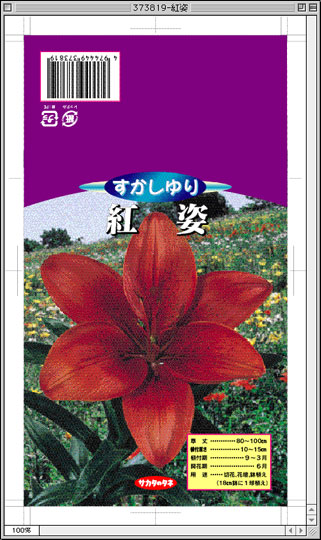 373819-紅姿
4 974449 373819
すかしゆり
紅姿
草丈 ……… 80～100cm
植付深さ ……… 10～15cm
植付期 ……… 9～3月
開花期 ……… 6月
用途 …… 切花、花壇、鉢植え
(18cm鉢に1球植え)
サカタのタネ
100%